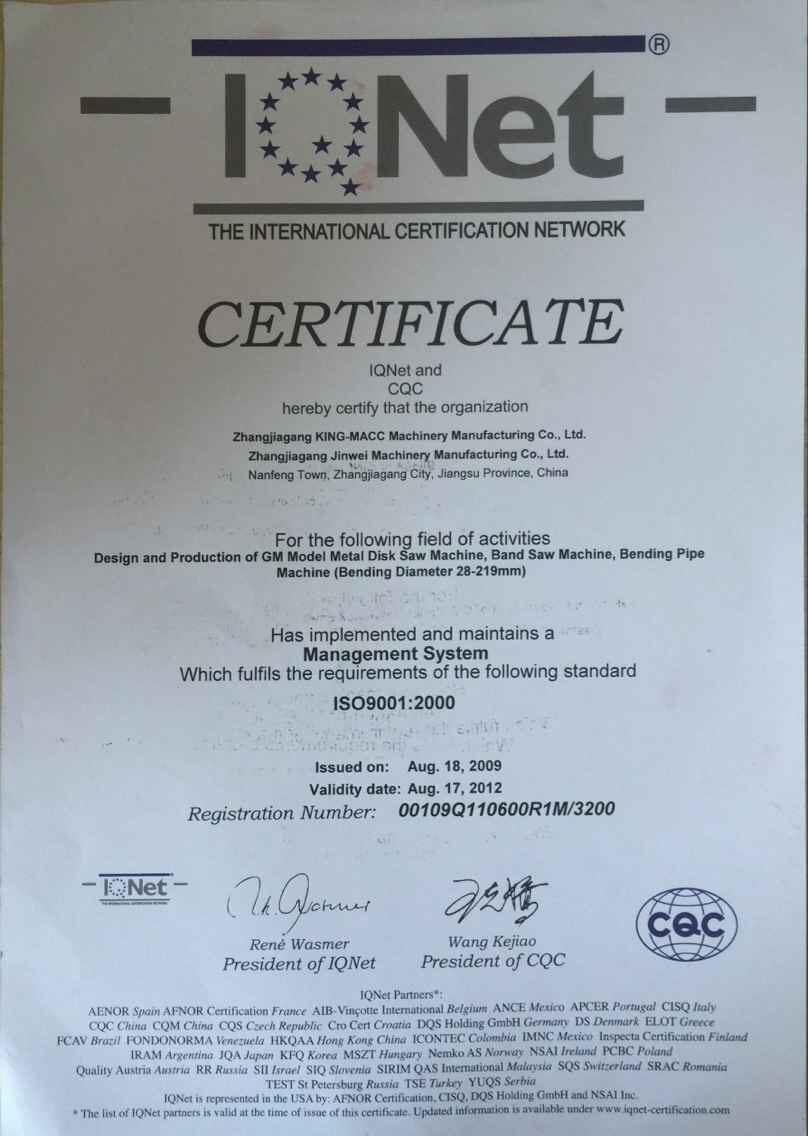 IQNet ®
THE INTERNATIONAL CERTIFICATION NETWORK
CERTIFICATE
IQNet and
CQC
hereby certify that the organization
Zhangjiagang KING-MACC Machinery Manufacturing Co., Ltd.
Zhangjiagang Jinwei Machinery Manufacturing Co., Ltd.
Nanfeng Town, Zhangjiagang City, Jiangsu Province, China
For the following field of activities
Design and Production of GM Model Metal Disk Saw Machine, Band Saw Machine, Bending Pipe
Machine (Bending Diameter 28-219mm)
Has implemented and maintains a
Management System
Which fulfils the requirements of the following standard
ISO9001:2000
Issued on: Aug. 18, 2009
Validity date: Aug. 17, 2012
Registration Number: 00109Q110600R1M/3200
IQNet
THE INTERNATIONAL CERTIFICATION NETWORK
CQC
René Wasmer
President of IQNet
Wang Kejiao
President of CQC
IQNet Partners*:
AENOR Spain AFNOR Certification France AIB-Vinçotte International Belgium ANCE Mexico APCER Portugal CISQ Italy
CQC China CQM China CQS Czech Republic Cro Cert Croatia DQS Holding GmbH Germany DS Denmark ELOT Greece
FCAV Brazil FONDONORMA Venezuela HKQAA Hong Kong China ICONTEC Colombia IMNC Mexico Inspecta Certification Finland
IRAM Argentina JQA Japan KFQ Korea MSZT Hungary Nemko AS Norway NSAI Ireland PCBC Poland
Quality Austria Austria RR Russia SII Israel SIQ Slovenia SIRIM QAS International Malaysia SQS Switzerland SRAC Romania
TEST St Petersburg Russia TSE Turkey YUQS Serbia
IQNet is represented in the USA by: AFNOR Certification, CISQ, DQS Holding GmbH and NSAI Inc.
* The list of IQNet partners is valid at the time of issue of this certificate. Updated information is available under www.iqnet-certification.com